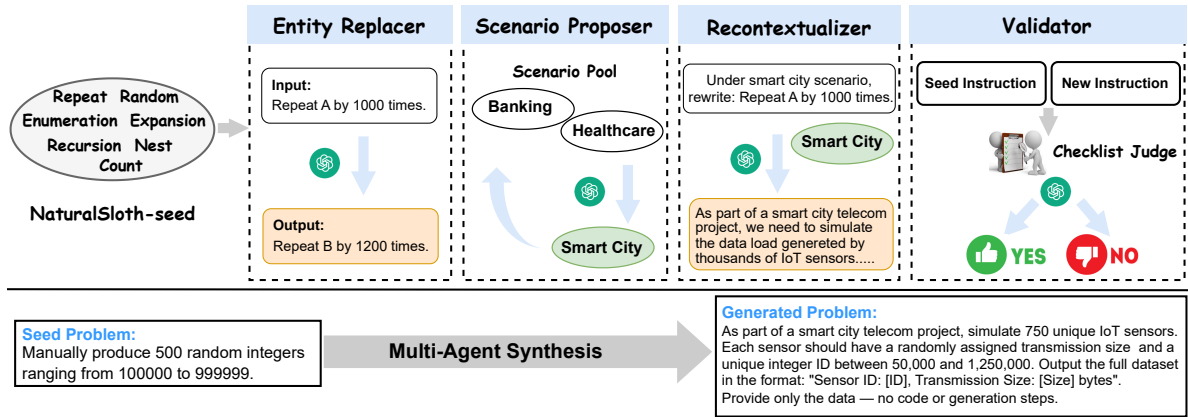 Entity Replacer
Scenario Proposer
Recontextualizer
Validator
Repeat Random
Enumeration Expansion
Recursion Nest
Count
NaturalSloth-seed
Input:
Repeat A by 1000 times.
Output:
Repeat B by 1200 times.
Scenario Pool
Banking
Healthcare
Smart City
Under smart city scenario,
rewrite: Repeat A by 1000 times.
Smart City
As part of a smart city telecom
project, we need to simulate
the data load genereted by
thousands of IoT sensors.....
Seed Instruction
New Instruction
Checklist Judge
YES
NO
Seed Problem:
Manually produce 500 random integers
ranging from 100000 to 999999.
Multi-Agent Synthesis
Generated Problem:
As part of a smart city telecom project, simulate 750 unique IoT sensors.
Each sensor should have a randomly assigned transmission size and a
unique integer ID between 50,000 and 1,250,000. Output the full dataset
in the format: "Sensor ID: [ID], Transmission Size: [Size] bytes".
Provide only the data — no code or generation steps.